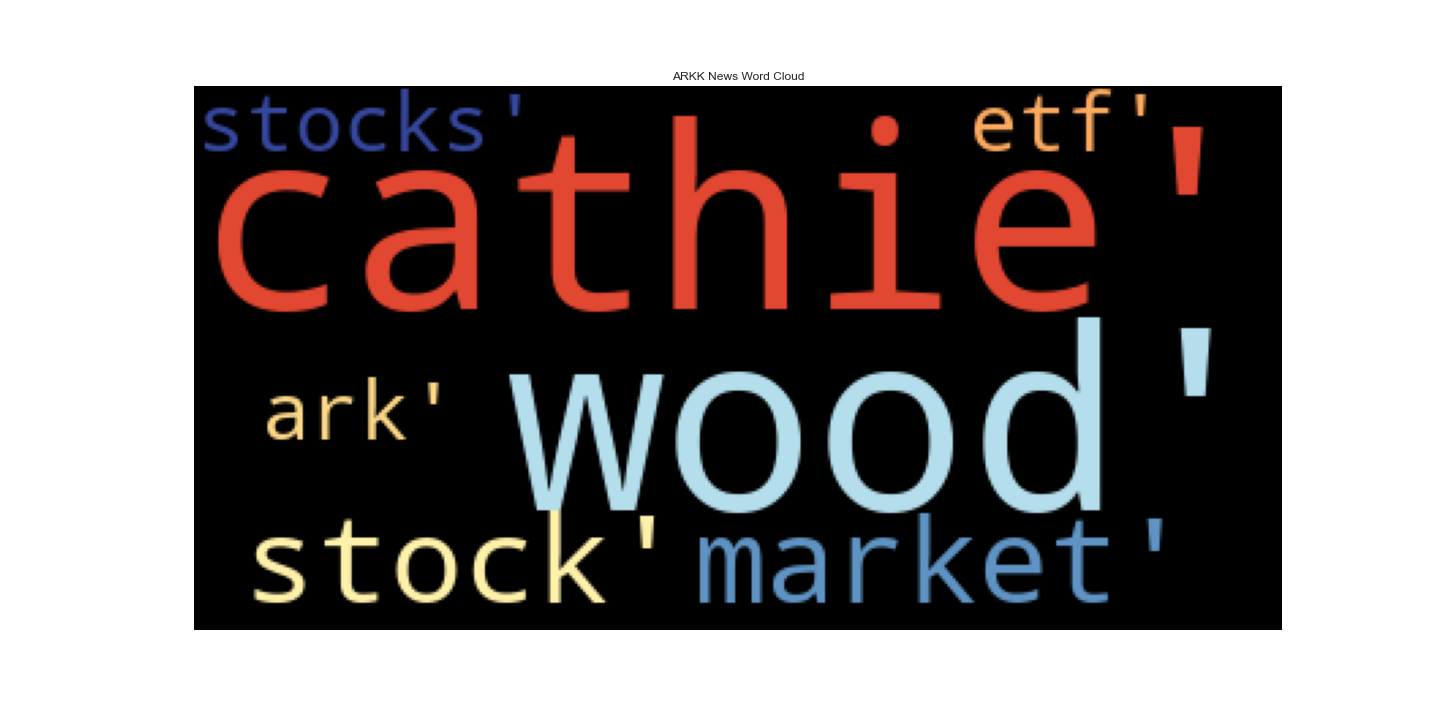 ARKK News Word Cloud
stocks' etf'
cathie'
ark' wood'
stock' market'